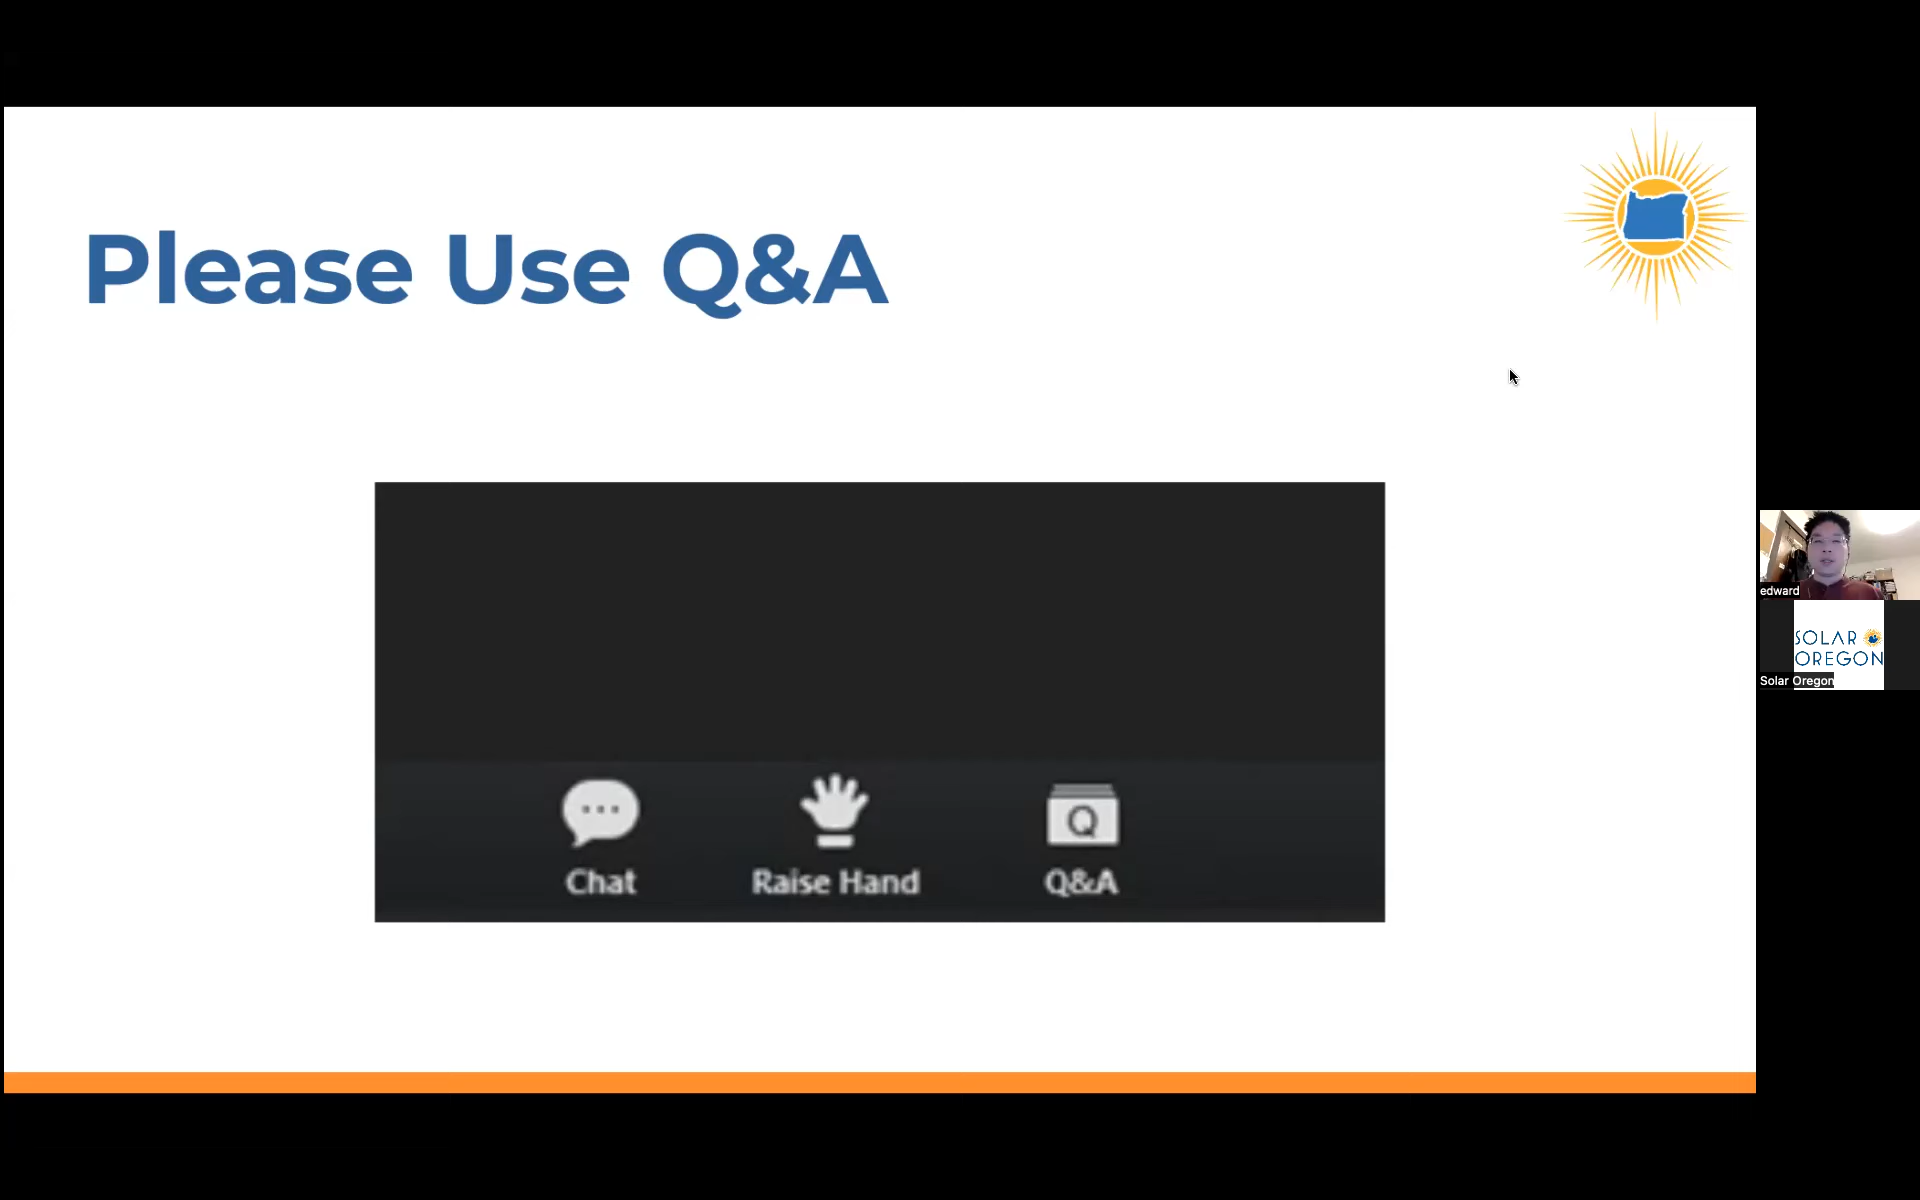 Please Use Q&A
Chat
Raise Hand
Q
Q&A
edward
SOLAR
OREGON
Solar Oregon